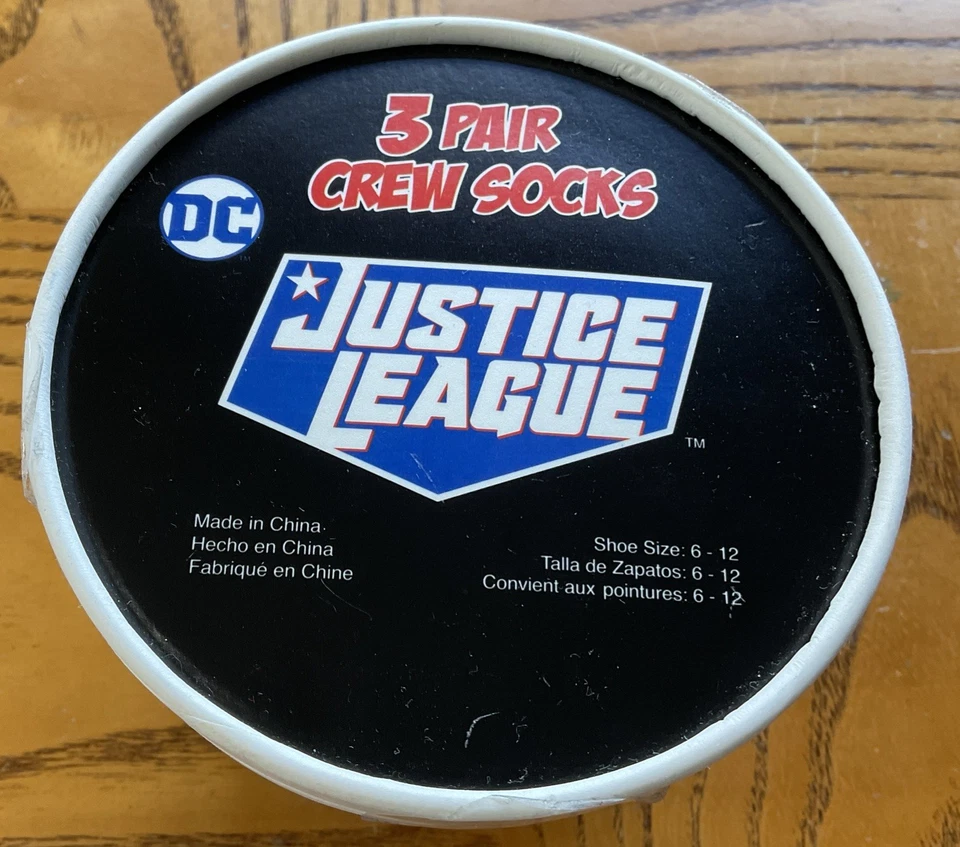 3 PAIR
CREW SOCKS
DC
TM
JUSTICE
LEAGUE
TM
Made in China
Hecho en China
Fabriqué en Chine
Shoe Size: 6 - 12
Talla de Zapatos: 6 - 12
Convient aux pointures: 6 - 12